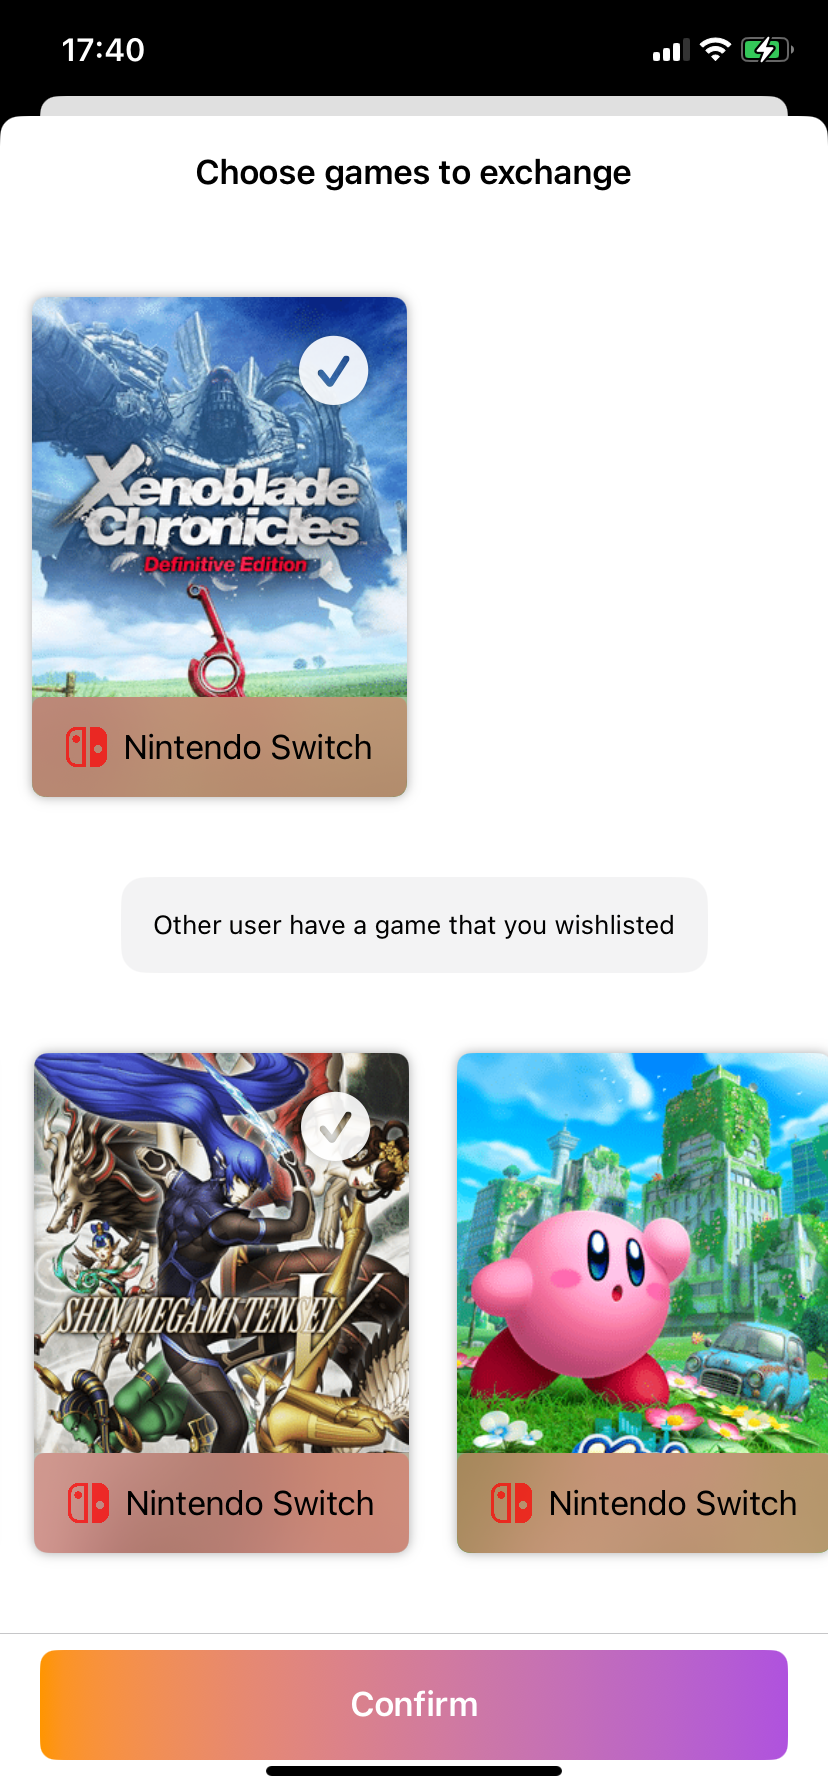 17:40
Choose games to exchange
Xenoblade
Chronicles
Definitive Edition
Nintendo Switch
Other user have a game that you wishlisted
SHIN MEGAMI TENSEI V
Nintendo Switch
Nintendo Switch
Confirm